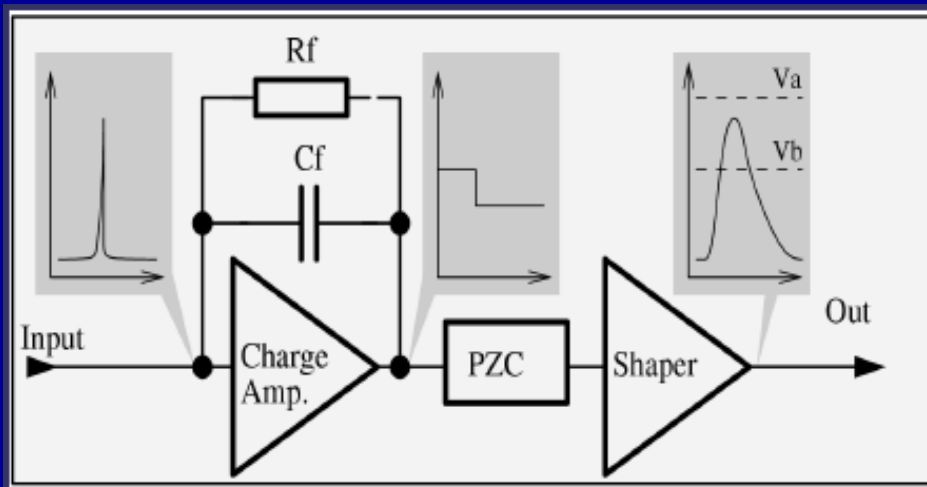 Rf
Va
Cf
Vb
Out
Input
Charge
Amp.
PZC
Shaper